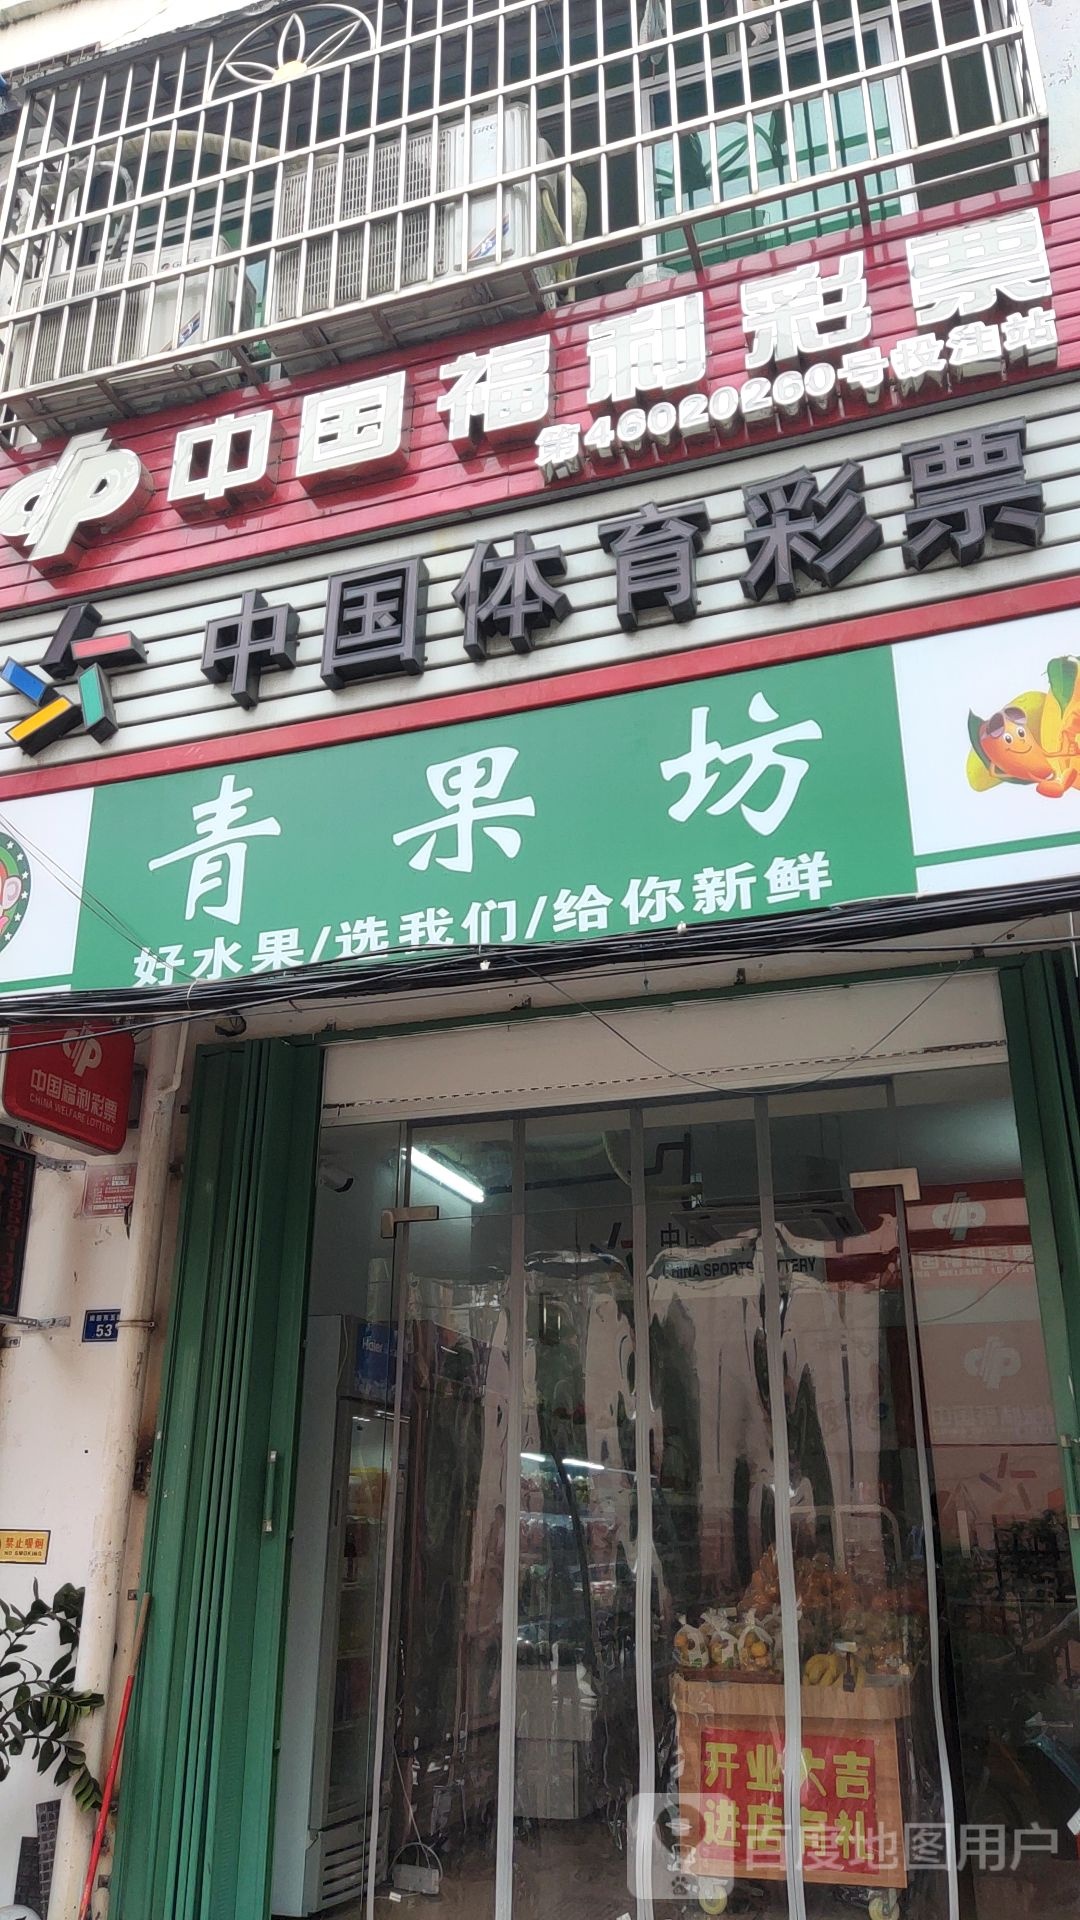 中国福利彩票
第46020260号投注站
中国体育彩票
青果坊
好水果/选我们/给你新鲜
中国福利彩票
CHINA WELFARE LOTTERY
53
禁止吸烟
NO SMOKING
Haier
中国
CHINA SPORTS LOTTERY
开业大吉
进店有礼
百度地图用户